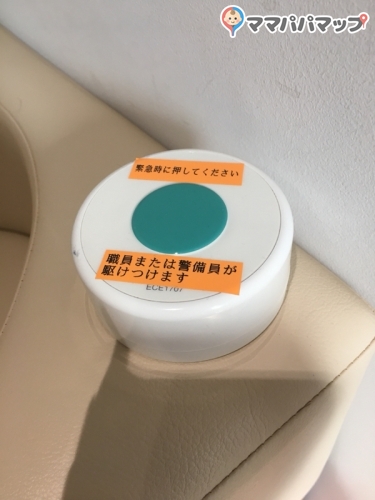 ママパパマップ
緊急時に押してください
職員または警備員が
駆けつけます
ECE1707